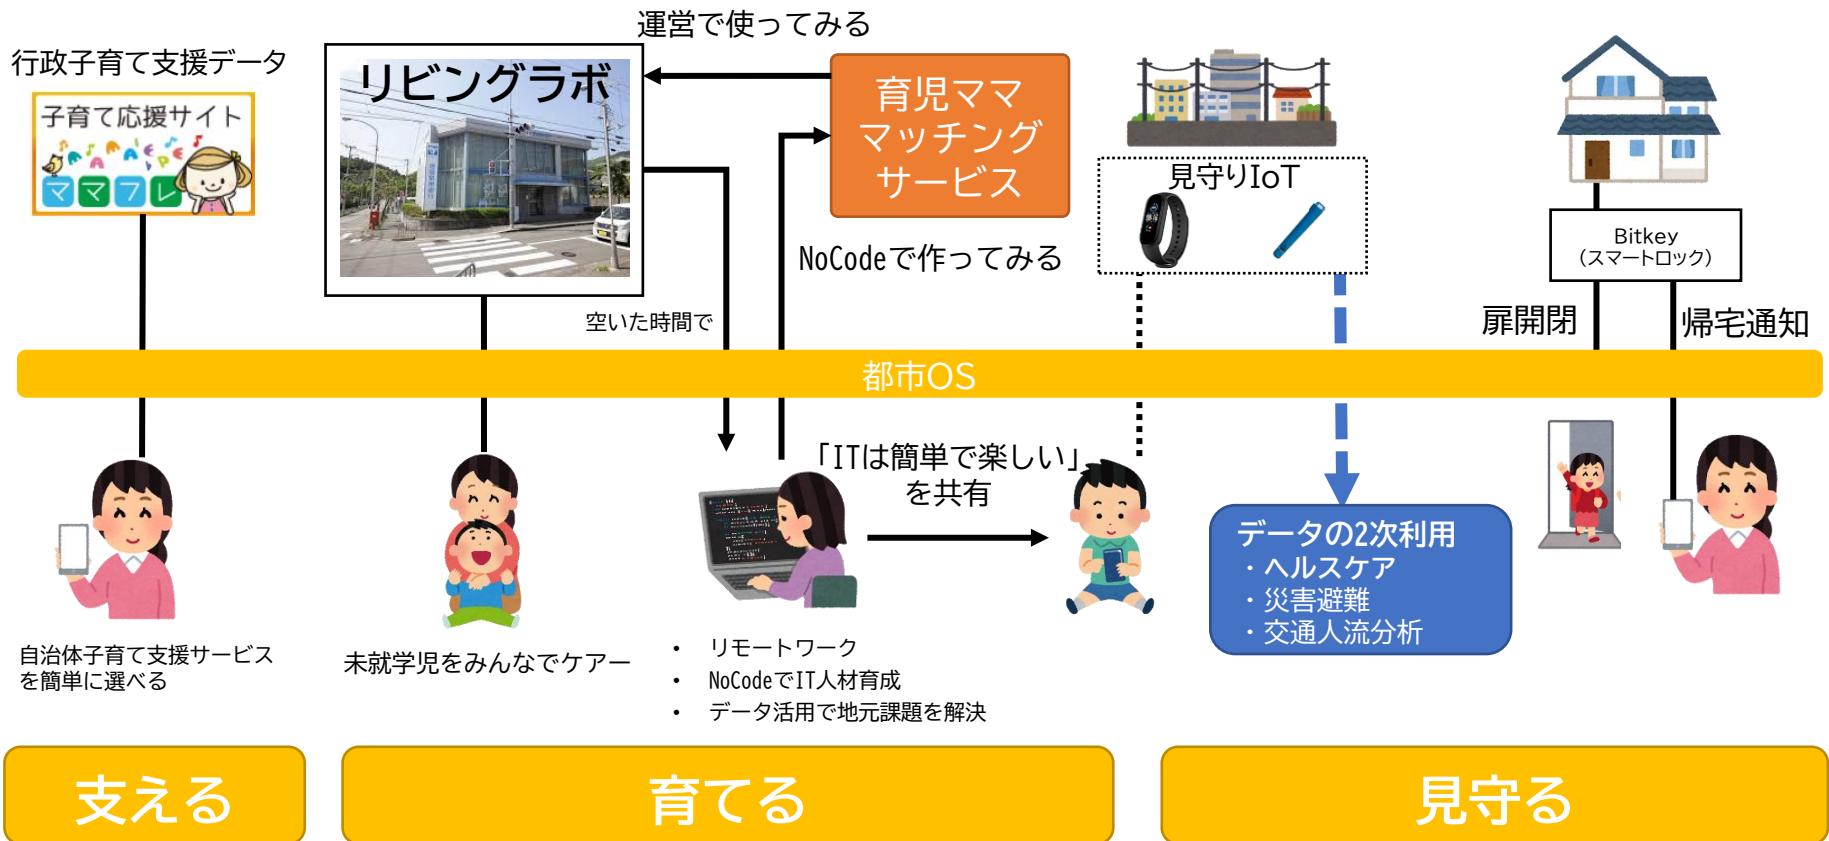 運営で使ってみる
行政子育て支援データ
子育て応援サイト
ママフレ
リビングラボ
育児ママ
マッチング
サービス
見守りIoT
Bitkey
(スマートロック)
NoCodeで作ってみる
空いた時間で
扉開閉
帰宅通知
都市OS
「ITは簡単で楽しい」
を共有
データの2次利用
・ヘルスケア
・災害避難
・交通人流分析
自治体子育て支援サービス
を簡単に選べる
未就学児をみんなでケアー
• リモートワーク
• NoCodeでIT人材育成
• データ活用で地元課題を解決
支える
育てる
見守る